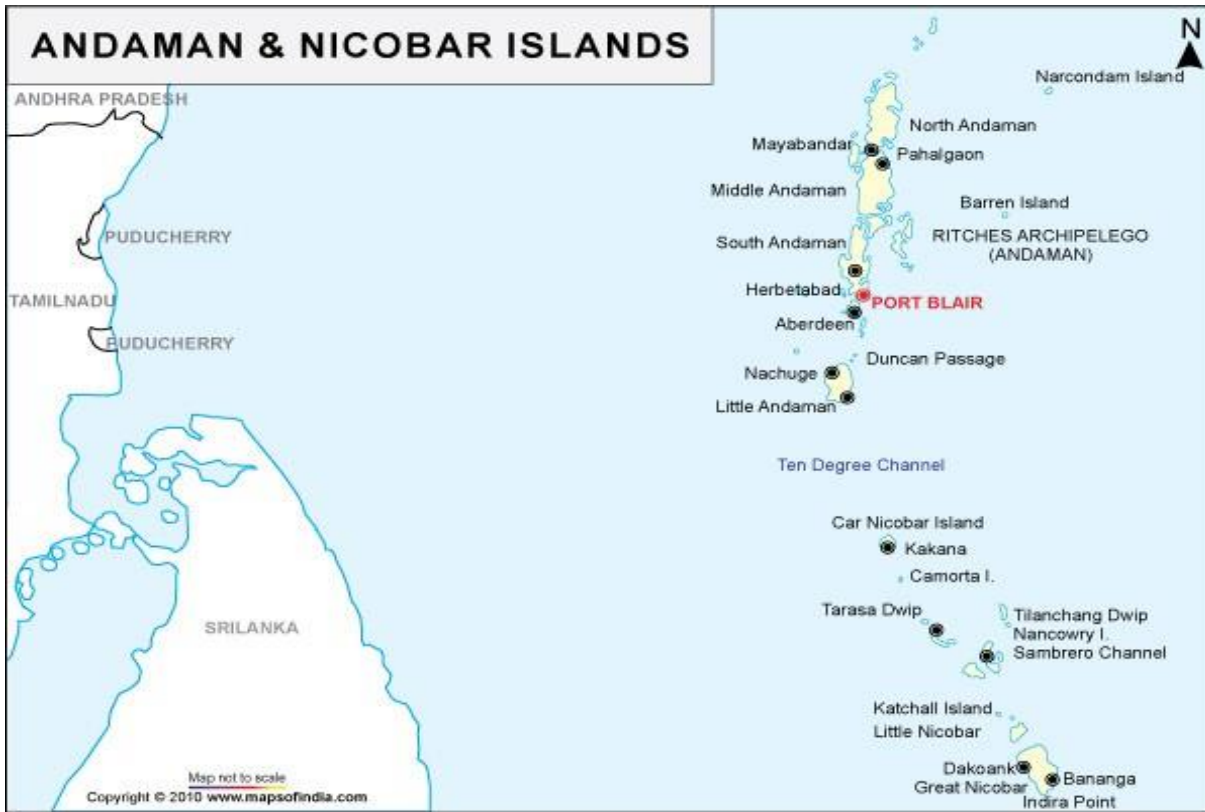 ANDAMAN & NICOBAR ISLANDS
N
Narcondam Island
ANDHRA PRADESH
North Andaman
Mayabandar
Pahalgaon
Middle Andaman
Barren Island
PUDUCHERRY
South Andaman
RITCHES ARCHIPELEGO
(ANDAMAN)
TAMILNADU
Herbetabad
PORT BLAIR
Aberdeen
PUDUCHERRY
Duncan Passage
Nachuge
Little Andaman
Ten Degree Channel
Car Nicobar Island
Kakana
Camorta I.
Tarasa Dwip
Tilanchang Dwip
SRILANKA
Nancowry I.
Sambrero Channel
Katchall Island
Little Nicobar
Dakoank
Bananga
Great Nicobar
Indira Point
Map not to scale
Copyright © 2010 www.mapsofindia.com